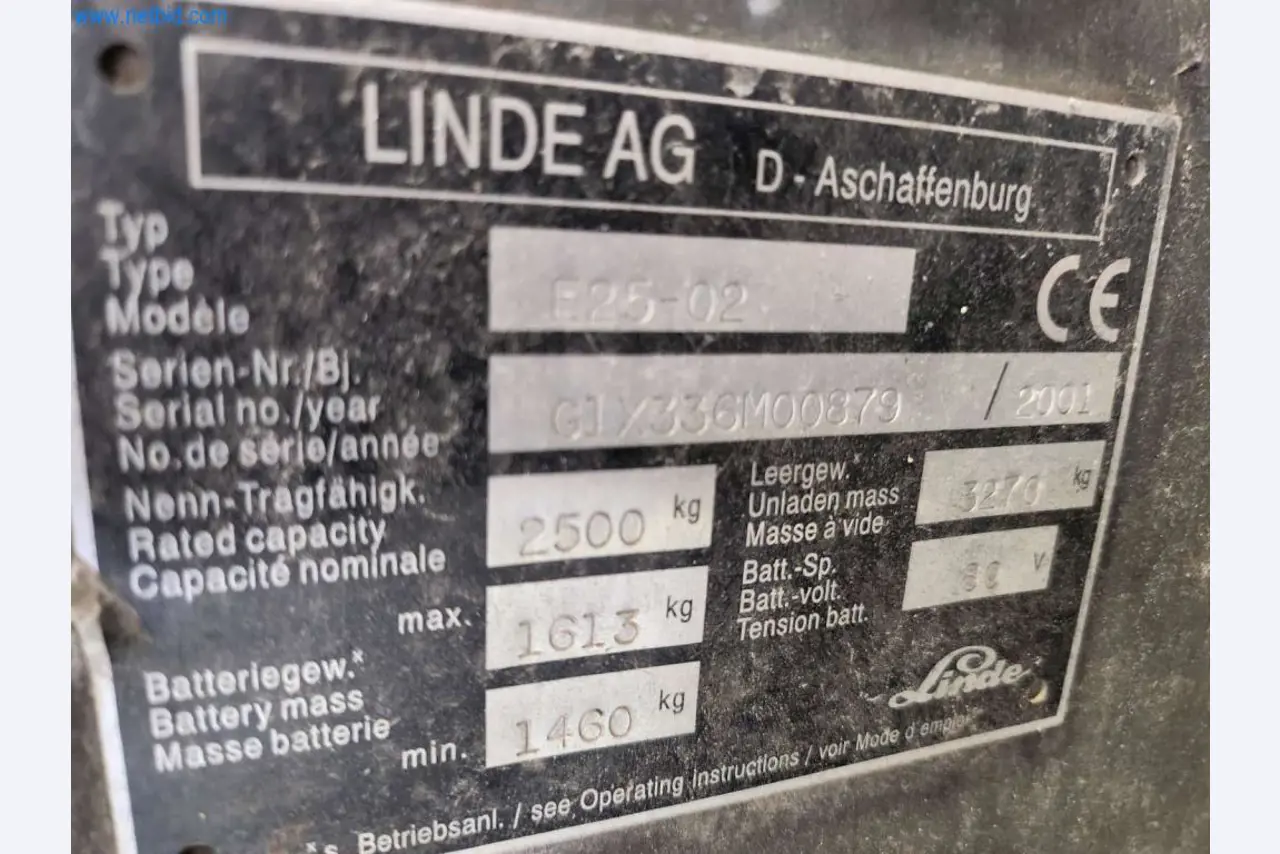 www.netbid.com
LINDE AG D - Aschaffenburg
Typ
Type
Modèle
E25-02
CE
Serien-Nr./Bj.
Serial no./year
No.de série/année
G1X336M00879 / 2001
Nenn-Tragfähigk.
Rated capacity
Capacité nominale
2500 kg
Leergew.ˣ
Unladen mass
Masse à vide
3270 kg
Batteriegew.ˣ
Battery mass
Masse batterie
max. 1613 kg
min. 1460 kg
Batt.-Sp.
Batt.-volt.
Tension batt.
80 V
Linde
ˣ s. Betriebsanl. / see Operating Instructions / voir Mode d'emploi